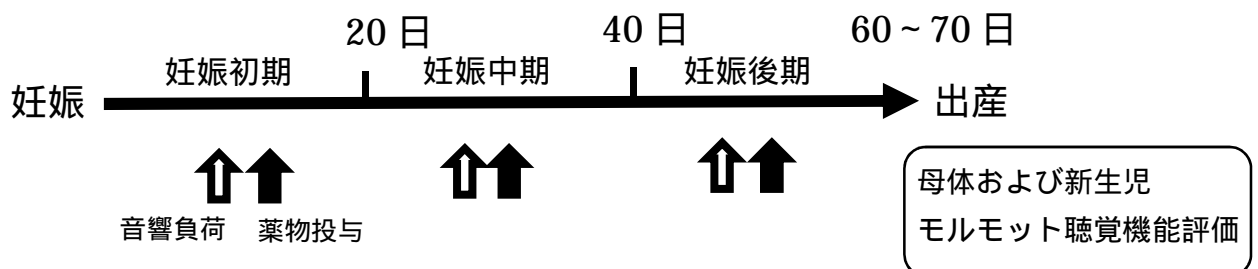 20 日
40 日
60 ~ 70 日
妊娠初期
妊娠中期
妊娠後期
妊娠
出産
母体および新生児
モルモット聴覚機能評価
音響負荷
薬物投与